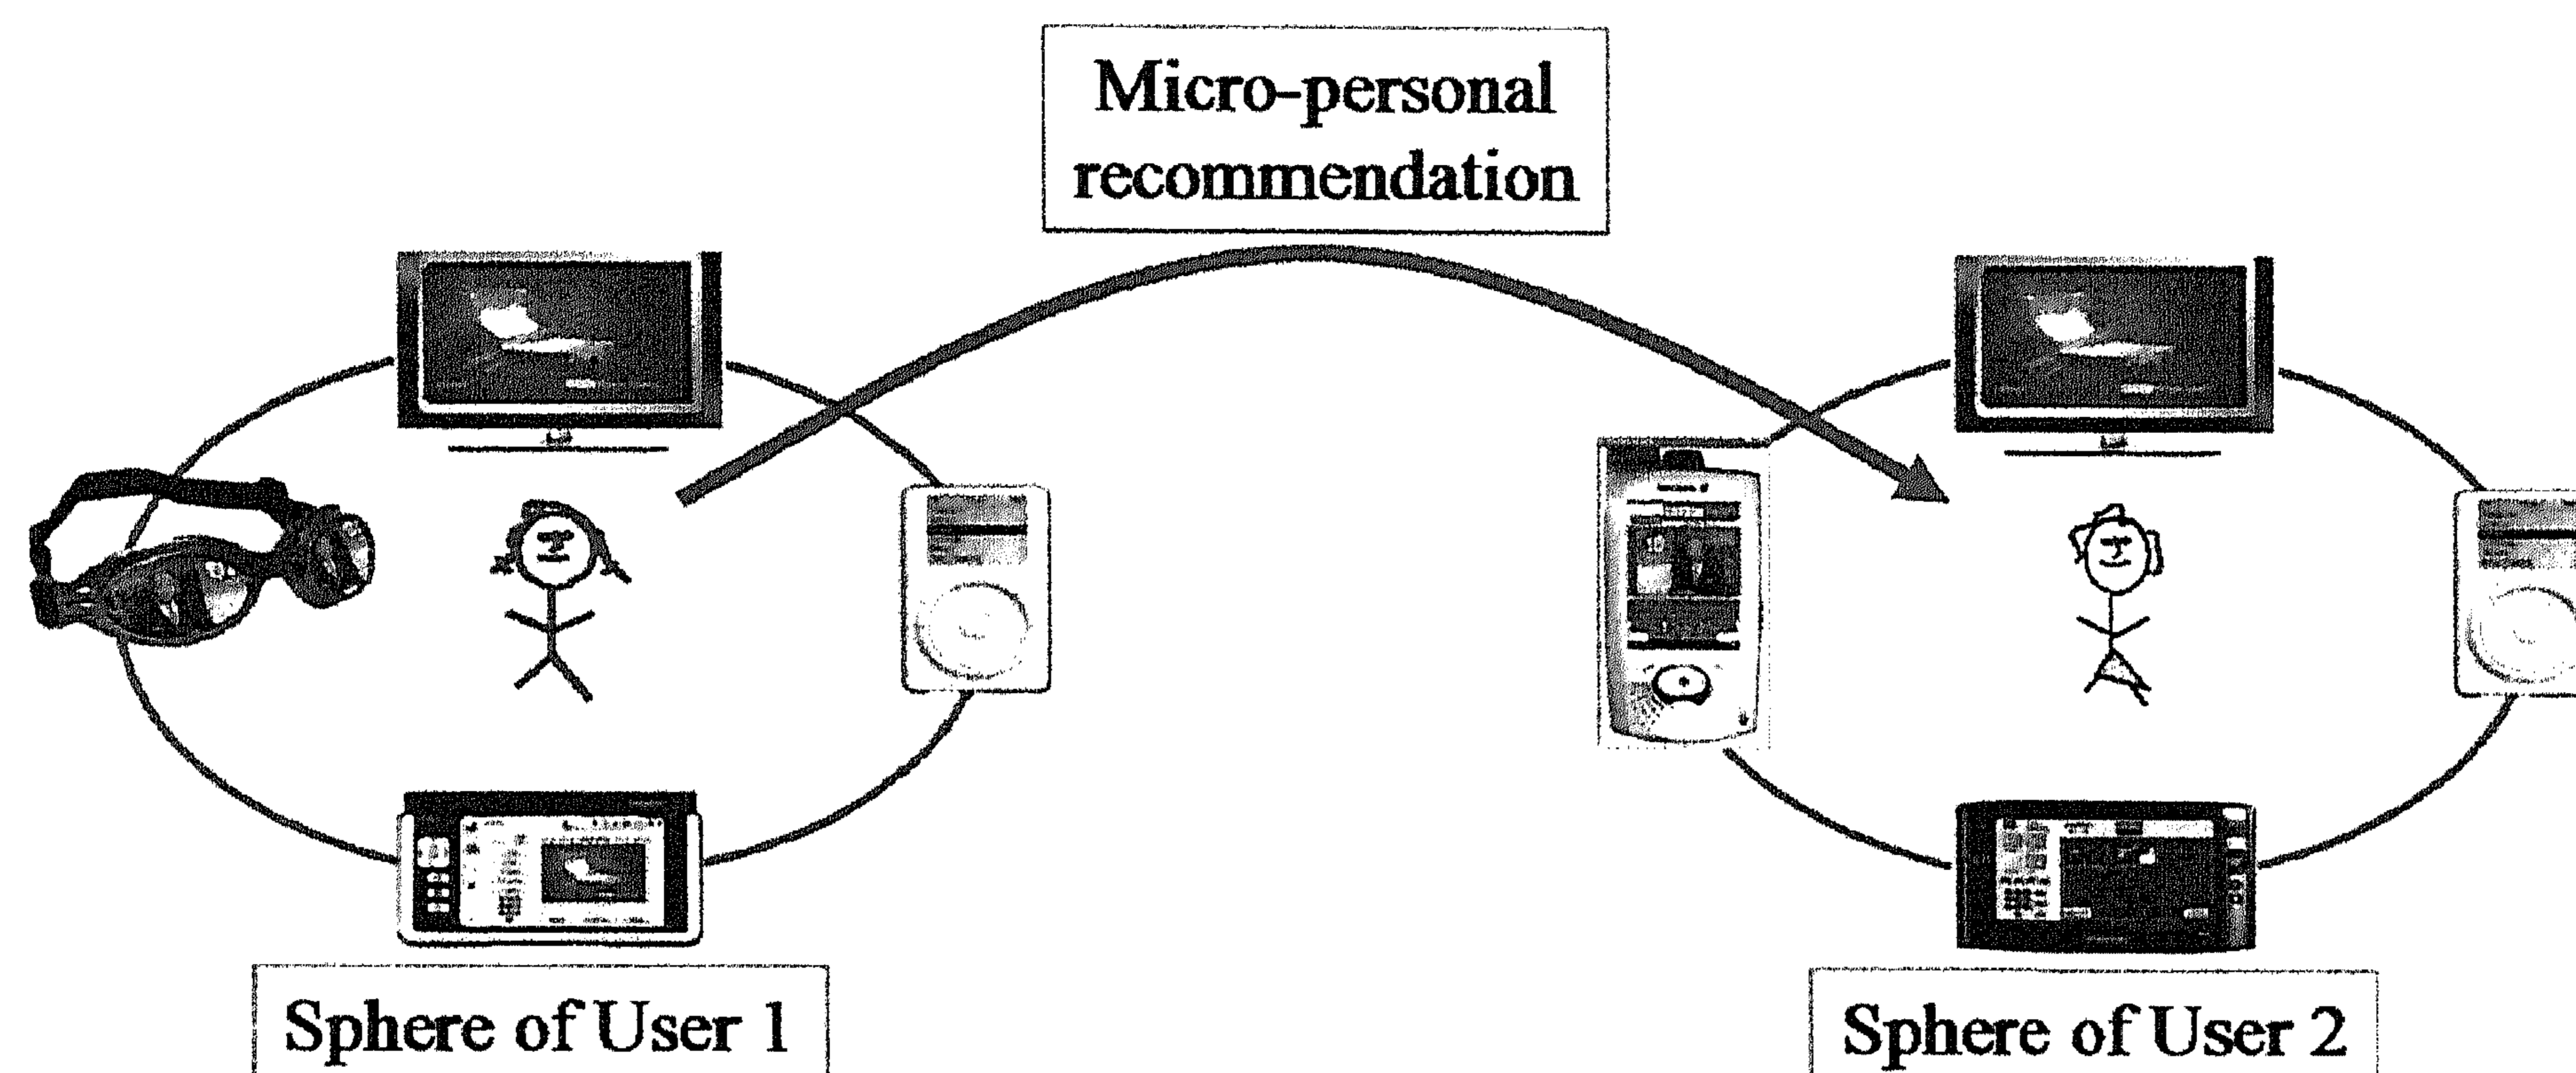 Micro-personal
recommendation
Sphere of User 1
Sphere of User 2